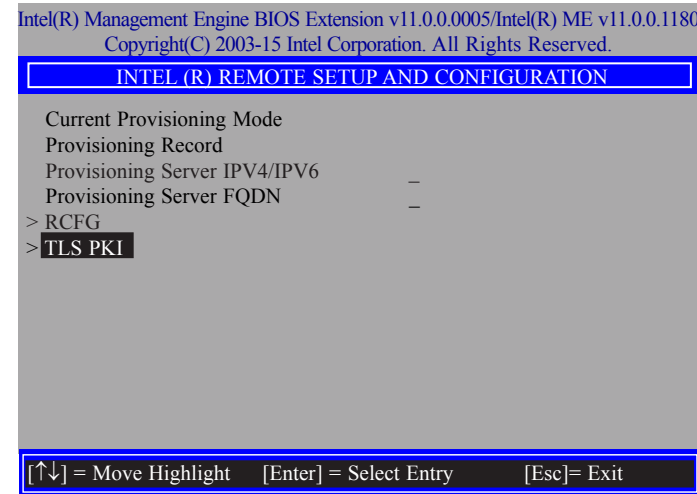 Intel(R) Management Engine BIOS Extension v11.0.0.0005/Intel(R) ME v11.0.0.1180
Copyright(C) 2003-15 Intel Corporation. All Rights Reserved.
INTEL (R) REMOTE SETUP AND CONFIGURATION
Current Provisioning Mode
Provisioning Record
Provisioning Server IPV4/IPV6 _
Provisioning Server FQDN _
> RCFG
> TLS PKI
[↑↓] = Move Highlight [Enter] = Select Entry [Esc]= Exit